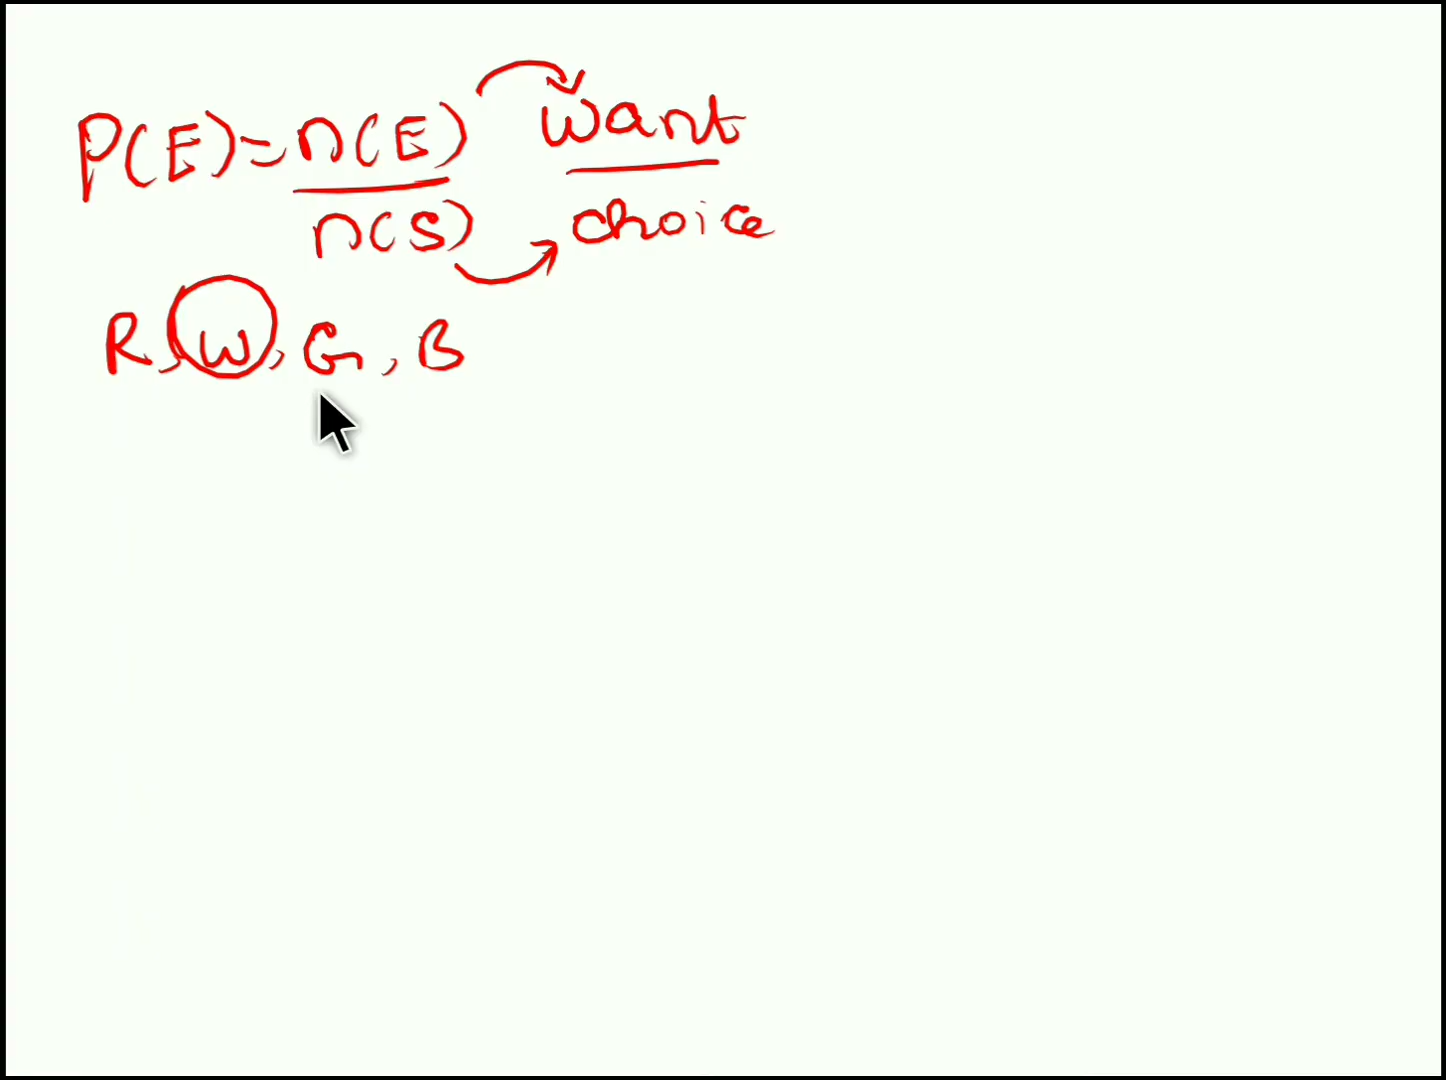 P(E) = n(E) want
n(S) choice
R, W, G, B